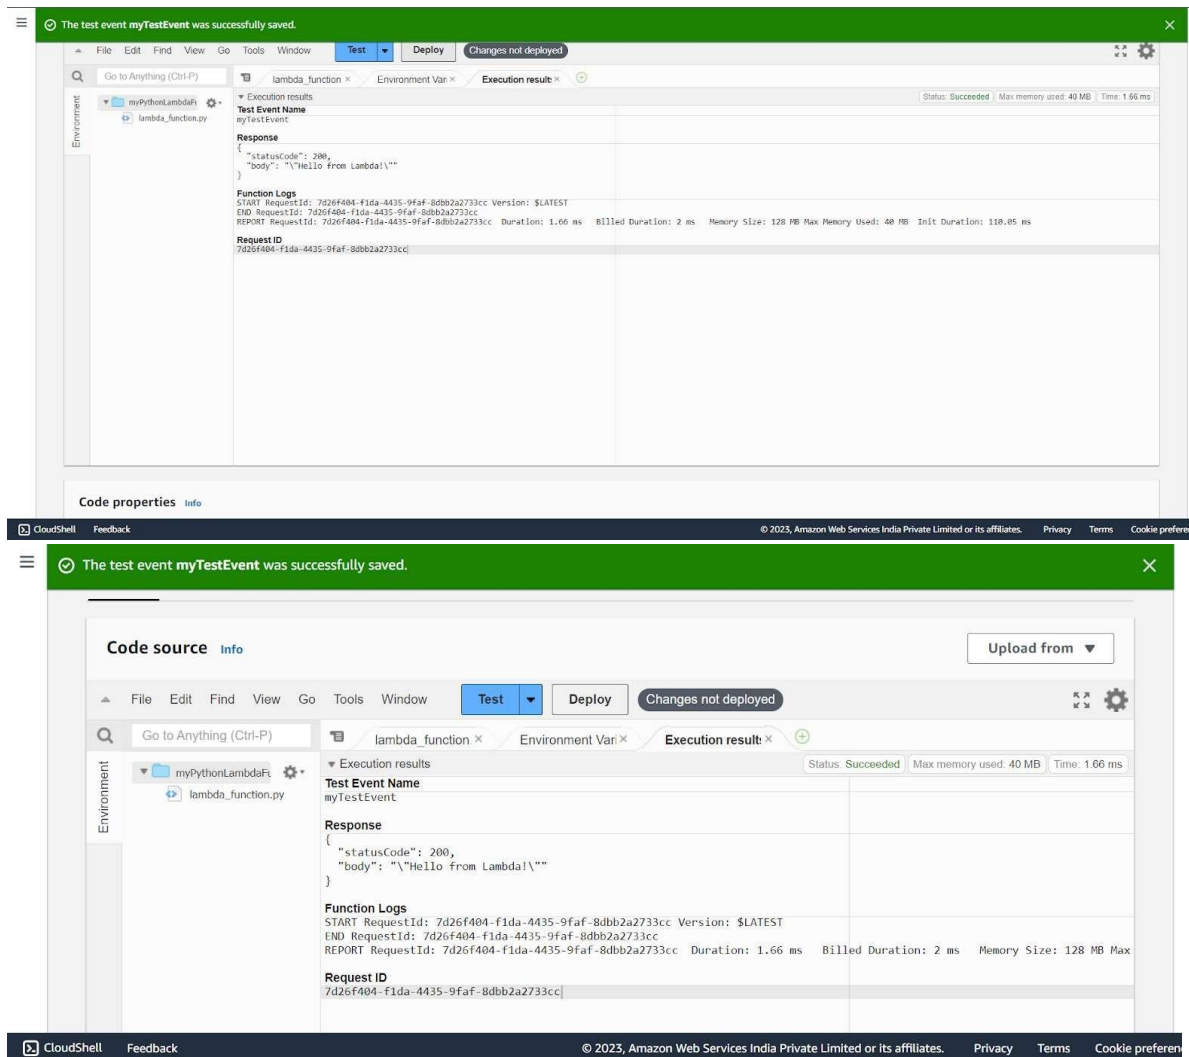 The test event myTestEvent was successfully saved.
File Edit Find View Go Tools Window Test Deploy Changes not deployed
Go to Anything (Ctrl-P) lambda_function Environment Var Execution result
Execution results Status: Succeeded Max memory used: 40 MB Time: 1.66 ms
Environment
myPythonLambdaFu
lambda_function.py
Test Event Name
myTestEvent
Response
{
"statusCode": 200,
"body": "\"Hello from Lambda!\""
}
Function Logs
START RequestId: 7d26f404-f1da-4435-9faf-8dbb2a2733cc Version: $LATEST
END RequestId: 7d26f404-f1da-4435-9faf-8dbb2a2733cc
REPORT RequestId: 7d26f404-f1da-4435-9faf-8dbb2a2733cc Duration: 1.66 ms Billed Duration: 2 ms Memory Size: 128 MB Max Memory Used: 40 MB Init Duration: 110.05 ms
Request ID
7d26f404-f1da-4435-9faf-8dbb2a2733cc
Code properties Info
CloudShell Feedback © 2023, Amazon Web Services India Private Limited or its affiliates. Privacy Terms Cookie prefere
The test event myTestEvent was successfully saved.
Code source Info Upload from
File Edit Find View Go Tools Window Test Deploy Changes not deployed
Go to Anything (Ctrl-P) lambda_function Environment Vari Execution result
Execution results Status: Succeeded Max memory used: 40 MB Time: 1.66 ms
Environment
myPythonLambdaFu
lambda_function.py
Test Event Name
myTestEvent
Response
{
"statusCode": 200,
"body": "\"Hello from Lambda!\""
}
Function Logs
START RequestId: 7d26f404-f1da-4435-9faf-8dbb2a2733cc Version: $LATEST
END RequestId: 7d26f404-f1da-4435-9faf-8dbb2a2733cc
REPORT RequestId: 7d26f404-f1da-4435-9faf-8dbb2a2733cc Duration: 1.66 ms Billed Duration: 2 ms Memory Size: 128 MB Max
Request ID
7d26f404-f1da-4435-9faf-8dbb2a2733cc
CloudShell Feedback © 2023, Amazon Web Services India Private Limited or its affiliates. Privacy Terms Cookie preferen